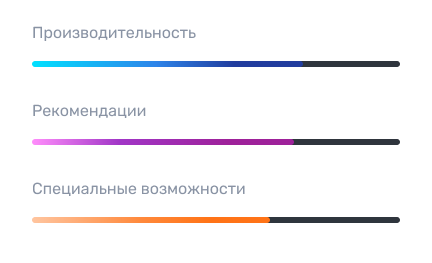 Производительность
Рекомендации
Специальные возможности